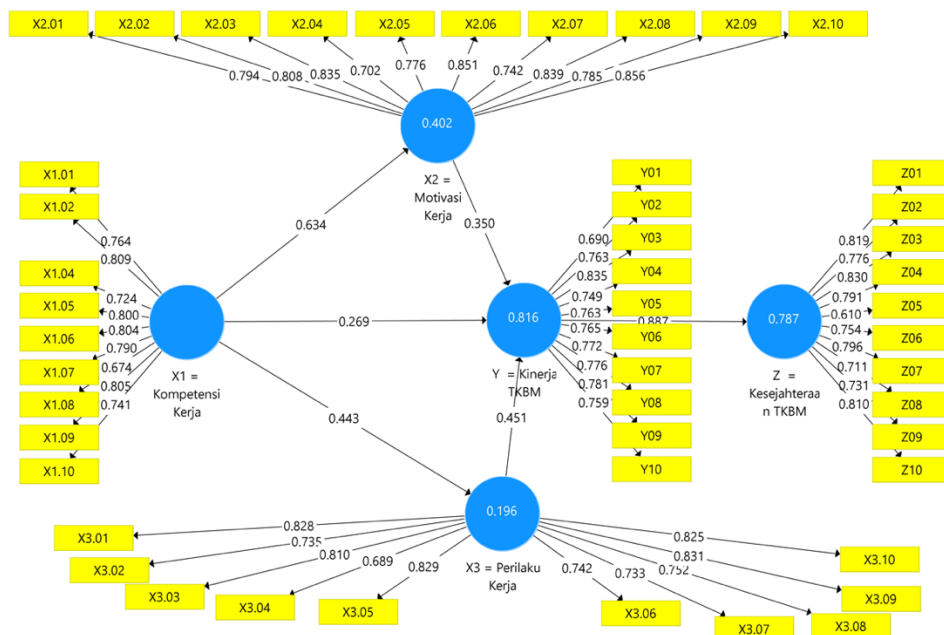 X2.01 X2.02 X2.03 X2.04 X2.05 X2.06 X2.07 X2.08 X2.09 X2.10
0.794 0.808 0.835 0.702 0.776 0.851 0.742 0.839 0.785 0.856
0.402
X2 =
Motivasi
Kerja
X1.01
X1.02
X1.04
X1.05
X1.06
X1.07
X1.08
X1.09
X1.10
0.764
0.809
0.724
0.800
0.804
0.790
0.674
0.805
0.741
X1 =
Kompetensi
Kerja
0.634
0.350
0.269
0.443
0.451
0.816
Y = Kinerja
TKBM
0.690
0.763
0.835
0.749
0.763
0.765
0.772
0.776
0.781
0.759
Y01
Y02
Y03
Y04
Y05
Y06
Y07
Y08
Y09
Y10
0.887
0.787
Z =
Kesejahteraa
n TKBM
0.819
0.776
0.830
0.791
0.610
0.754
0.796
0.711
0.731
0.810
Z01
Z02
Z03
Z04
Z05
Z06
Z07
Z08
Z09
Z10
0.196
X3 = Perilaku
Kerja
0.828
0.735
0.810
0.689
0.829
0.742
0.733
0.752
0.831
0.825
X3.01
X3.02
X3.03
X3.04
X3.05
X3.06
X3.07
X3.08
X3.09
X3.10